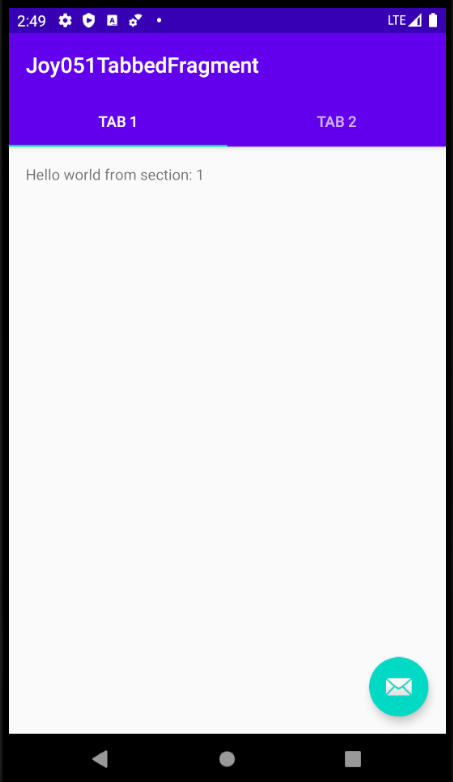 2:49 LTE
Joy051TabbedFragment
TAB 1 TAB 2
Hello world from section: 1